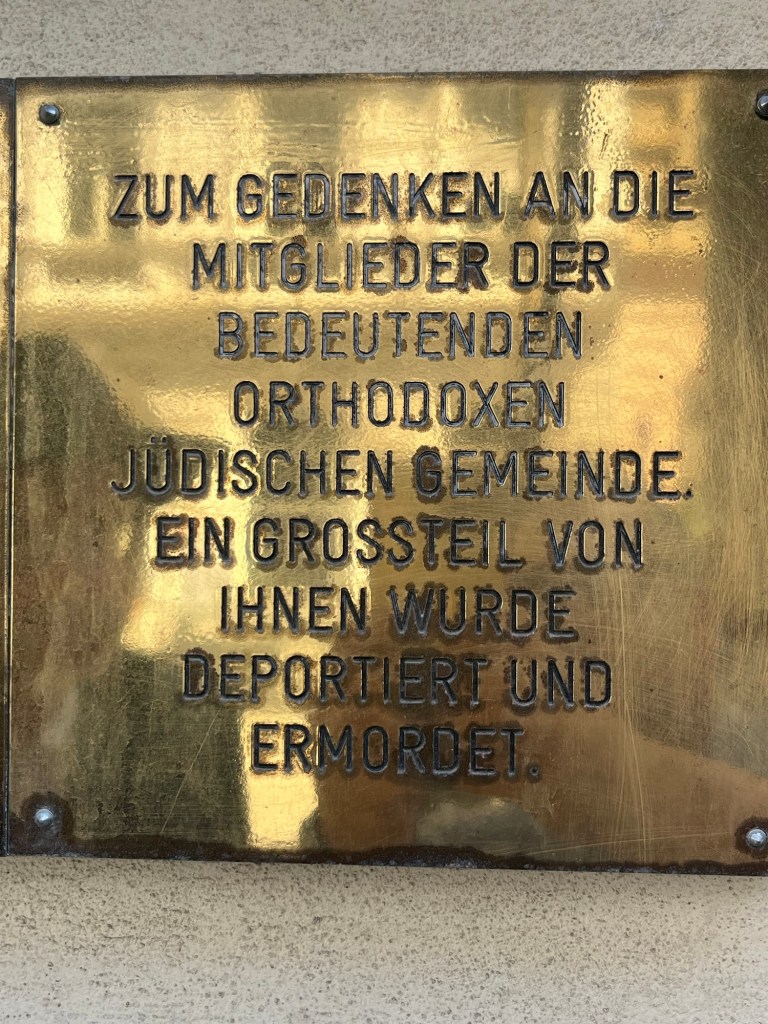 ZUM GEDENKEN AN DIE
MITGLIEDER DER
BEDEUTENDEN
ORTHODOXEN
JÜDISCHEN GEMEINDE.
EIN GROSSTEIL VON
IHNEN WURDE
DEPORTIERT UND
ERMORDET.